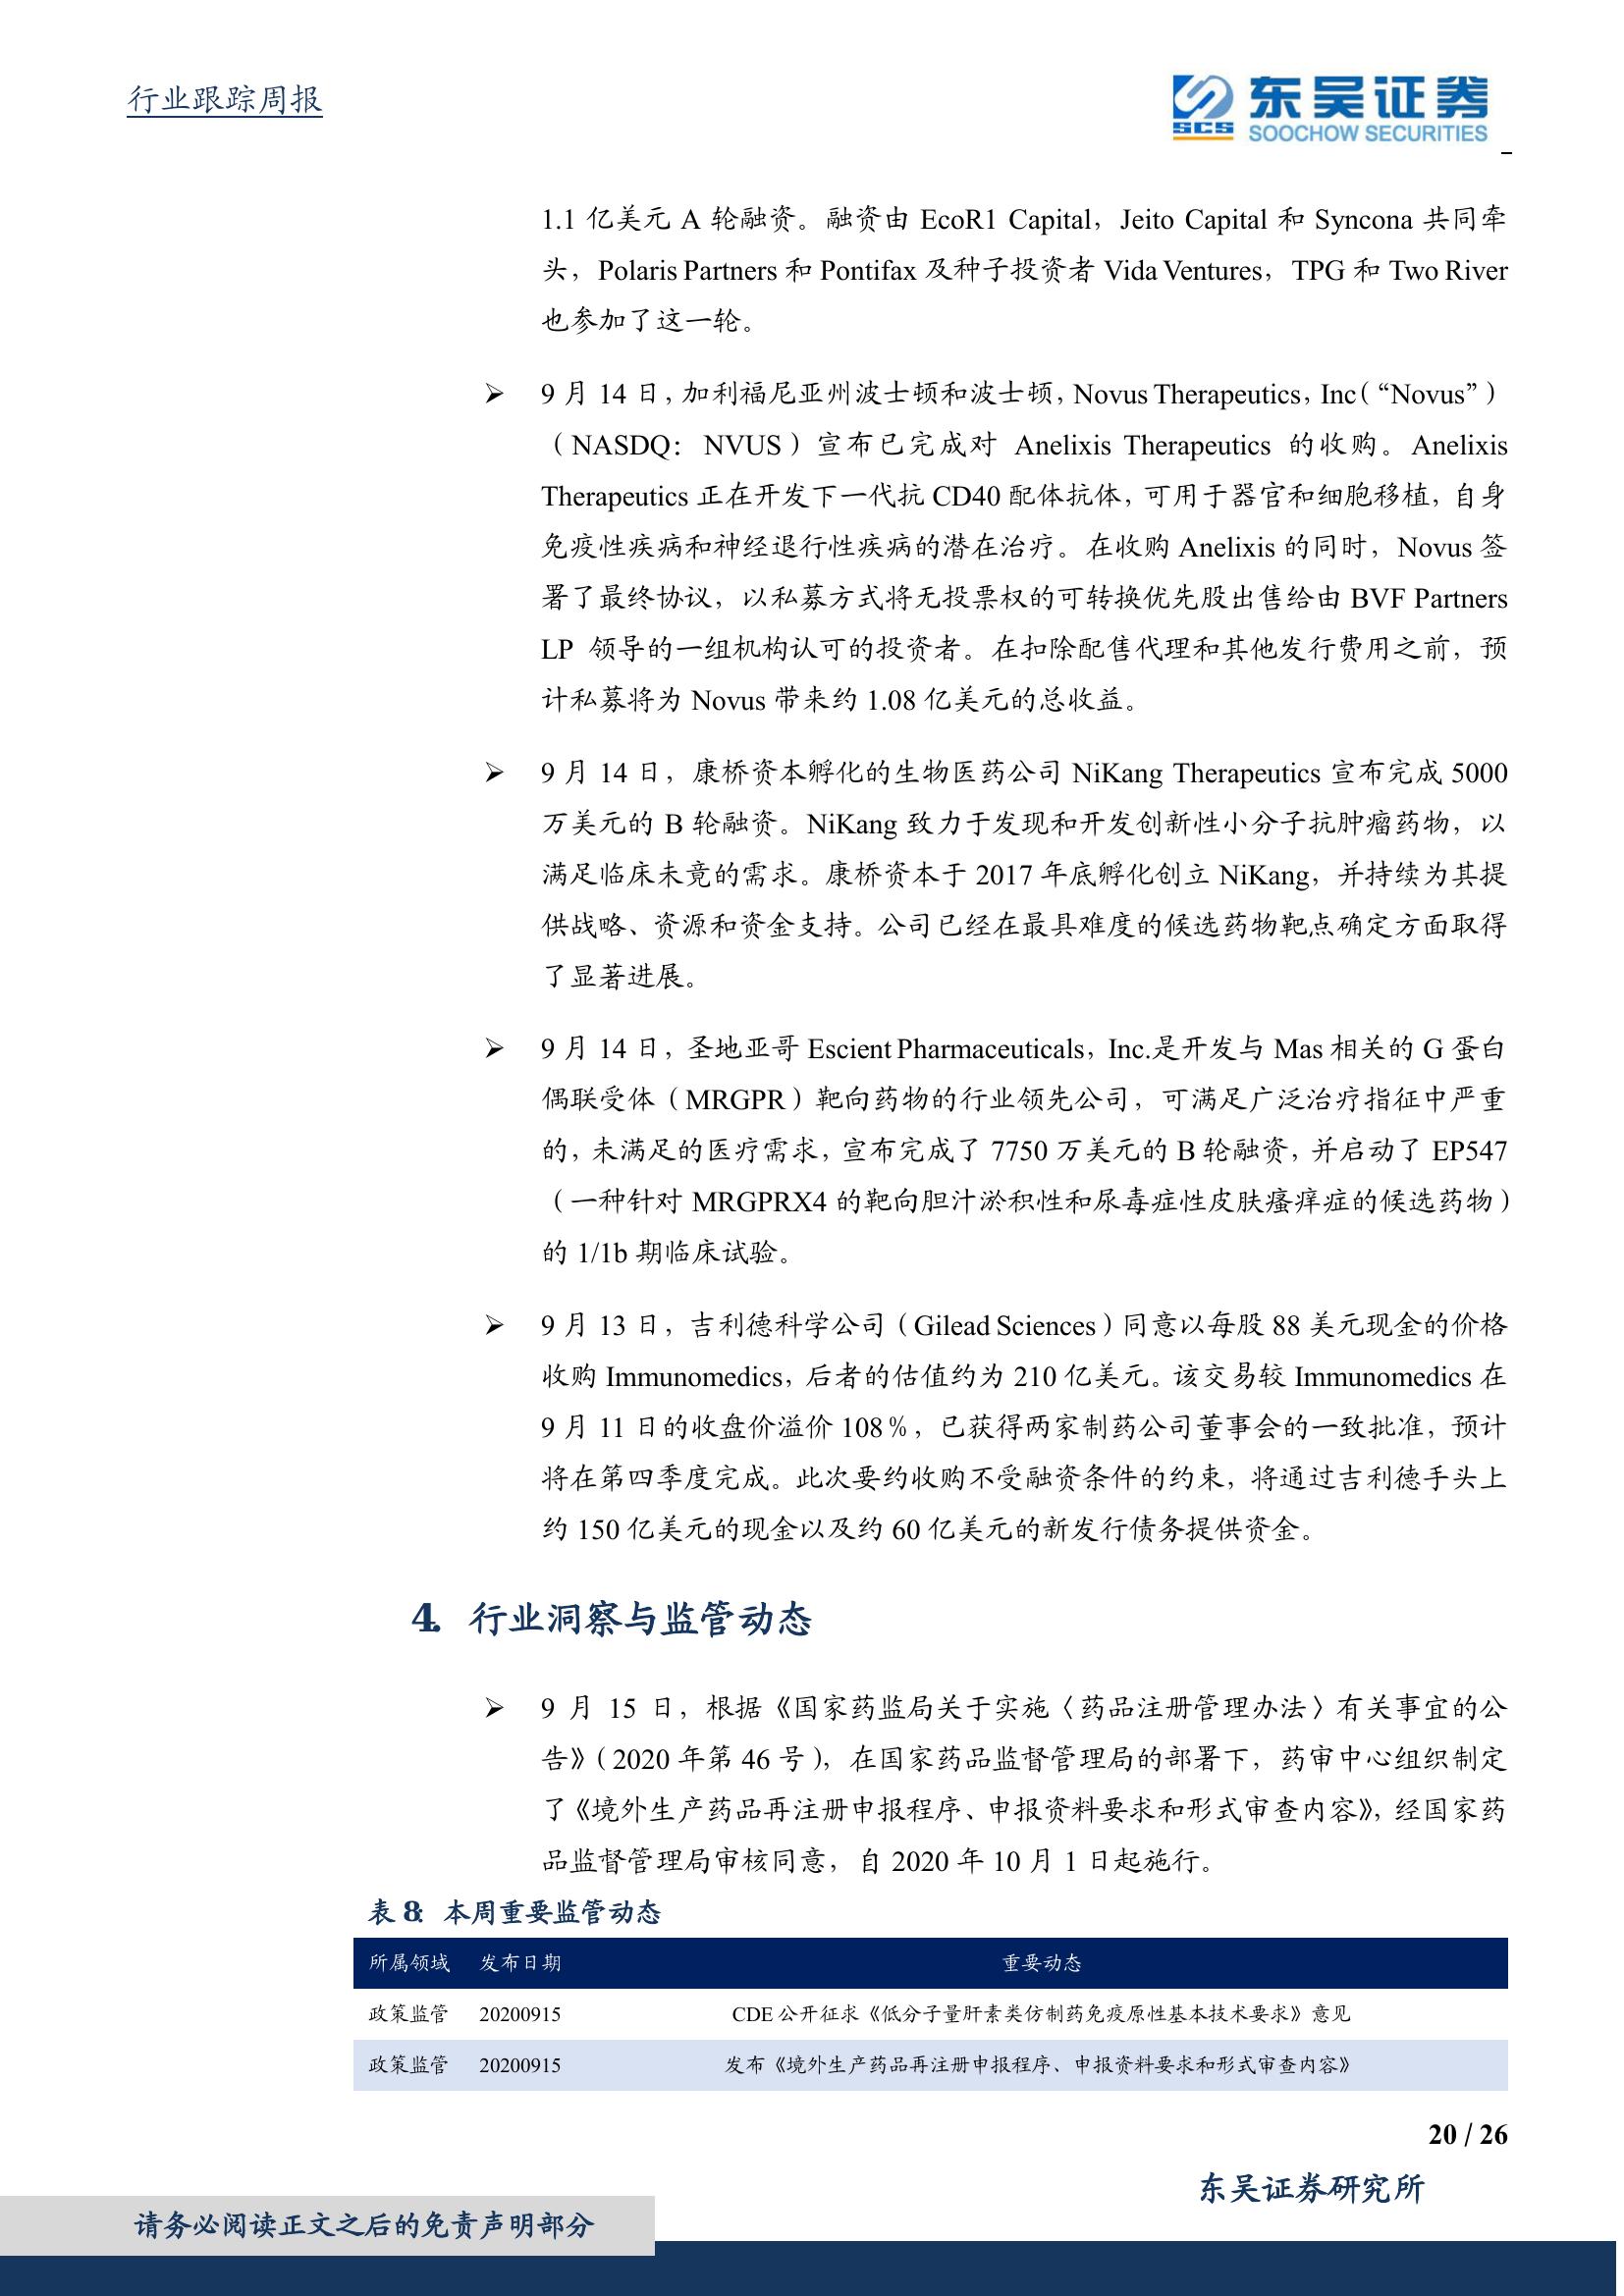 行业跟踪周报
SCS
东吴证券
SOOCHOW SECURITIES
1.1 亿美元 A 轮融资。融资由 EcoR1 Capital，Jeito Capital 和 Syncona 共同牵
头，Polaris Partners 和 Pontifax 及种子投资者 Vida Ventures，TPG 和 Two River
也参加了这一轮。
➢ 9 月 14 日，加利福尼亚州波士顿和波士顿，Novus Therapeutics，Inc（“Novus”）
（NASDQ：NVUS）宣布已完成对 Anelixis Therapeutics 的收购。Anelixis
Therapeutics 正在开发下一代抗 CD40 配体抗体，可用于器官和细胞移植，自身
免疫性疾病和神经退行性疾病的潜在治疗。在收购 Anelixis 的同时，Novus 签
署了最终协议，以私募方式将无投票权的可转换优先股出售给由 BVF Partners
LP 领导的一组机构认可的投资者。在扣除配售代理和其他发行费用之前，预
计私募将为 Novus 带来约 1.08 亿美元的总收益。
➢ 9 月 14 日，康桥资本孵化的生物医药公司 NiKang Therapeutics 宣布完成 5000
万美元的 B 轮融资。NiKang 致力于发现和开发创新性小分子抗肿瘤药物，以
满足临床未竟的需求。康桥资本于 2017 年底孵化创立 NiKang，并持续为其提
供战略、资源和资金支持。公司已经在最具难度的候选药物靶点确定方面取得
了显著进展。
➢ 9 月 14 日，圣地亚哥 Escient Pharmaceuticals，Inc.是开发与 Mas 相关的 G 蛋白
偶联受体（MRGPR）靶向药物的行业领先公司，可满足广泛治疗指征中严重
的，未满足的医疗需求，宣布完成了 7750 万美元的 B 轮融资，并启动了 EP547
（一种针对 MRGPRX4 的靶向胆汁淤积性和尿毒症性皮肤瘙痒症的候选药物）
的 1/1b 期临床试验。
➢ 9 月 13 日，吉利德科学公司（Gilead Sciences）同意以每股 88 美元现金的价格
收购 Immunomedics，后者的估值约为 210 亿美元。该交易较 Immunomedics 在
9 月 11 日的收盘价溢价 108％，已获得两家制药公司董事会的一致批准，预计
将在第四季度完成。此次要约收购不受融资条件的约束，将通过吉利德手头上
约 150 亿美元的现金以及约 60 亿美元的新发行债务提供资金。
4. 行业洞察与监管动态
➢ 9 月 15 日，根据《国家药监局关于实施〈药品注册管理办法〉有关事宜的公
告》（2020 年第 46 号），在国家药品监督管理局的部署下，药审中心组织制定
了《境外生产药品再注册申报程序、申报资料要求和形式审查内容》，经国家药
品监督管理局审核同意，自 2020 年 10 月 1 日起施行。
表 8：本周重要监管动态
所属领域 发布日期 重要动态
政策监管 20200915 CDE 公开征求《低分子量肝素类仿制药免疫原性基本技术要求》意见
政策监管 20200915 发布《境外生产药品再注册申报程序、申报资料要求和形式审查内容》
20 / 26
东吴证券研究所
请务必阅读正文之后的免责声明部分